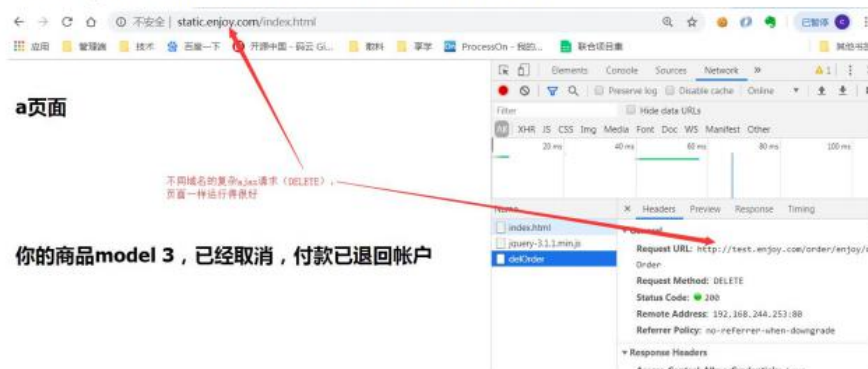 不安全 | static.enjoy.com/index.html
已暂停
应用 管理端 技术 百度一下 开源中国 - 码云 Gi... 敷料 享学 ProcessOn - 我的... 联合项目集
Elements Console Sources Network » 1
Preserve log Disable cache Online
Filter Hide data URLs
All XHR JS CSS Img Media Font Doc WS Manifest Other
20 ms 40 ms 60 ms 80 ms 100 ms
a页面
不同域名的复杂ajax请求（DELETE），
页面一样运行得很好
Name × Headers Preview Response Timing
index.html
General
jquery-3.1.1.min.js
Request URL: http://test.enjoy.com/order/enjoy/
delOrder
Order
你的商品model 3，已经取消，付款已退回帐户
Request Method: DELETE
Status Code: 200
Remote Address: 192.168.244.253:80
Referrer Policy: no-referrer-when-downgrade
Response Headers